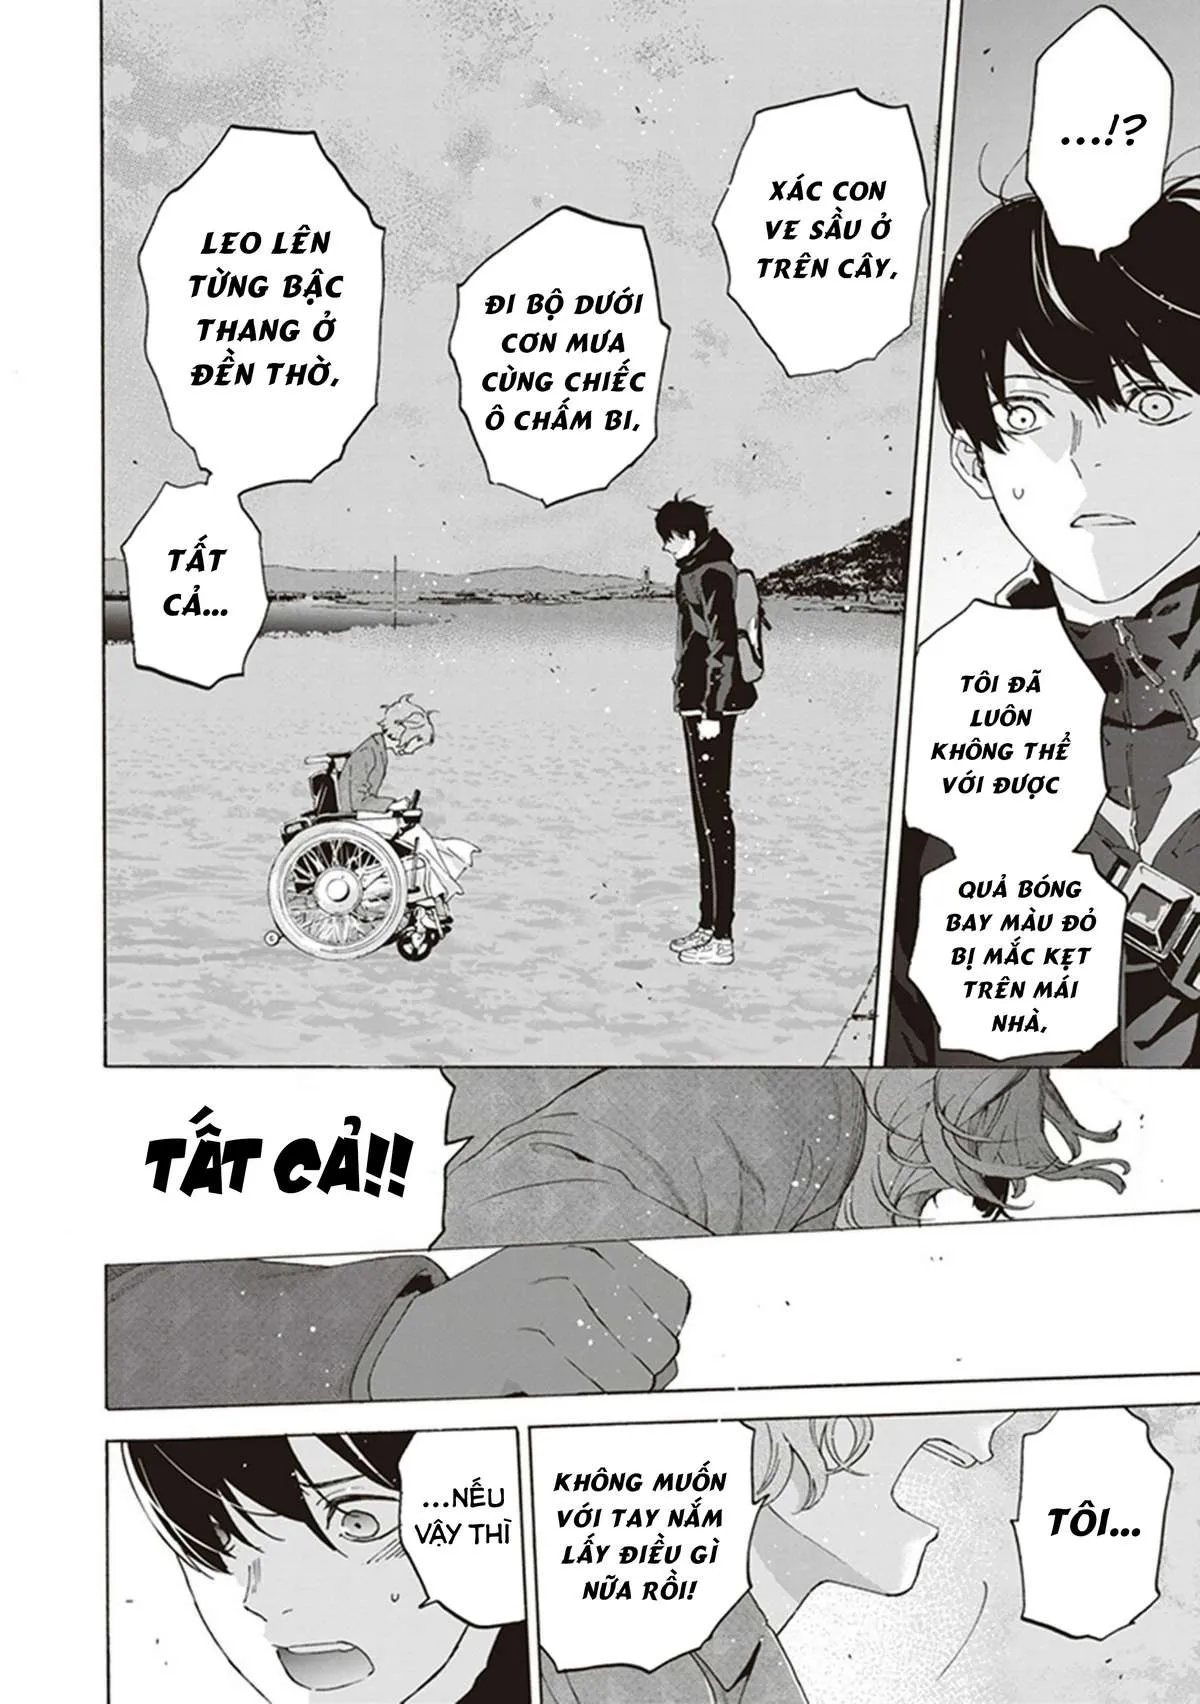 ...!?
TÔI ĐÃ
LUÔN
KHÔNG THỂ
VỚI ĐƯỢC
QUẢ BÓNG
BAY MÀU ĐỎ
BỊ MẮC KẸT
TRÊN MÁI
NHÀ,
XÁC CON
VE SẦU Ở
TRÊN CÂY,
ĐI BỘ DƯỚI
CƠN MƯA
CÙNG CHIẾC
Ô CHẤM BI,
LEO LÊN
TỪNG BẬC
THANG Ở
ĐỀN THỜ,
TẤT
CẢ...
TẤT CẢ!!
TÔI...
KHÔNG MUỐN
VỚI TAY NẮM
LẤY ĐIỀU GÌ
NỮA RỒI!
...NẾU
VẬY THÌ